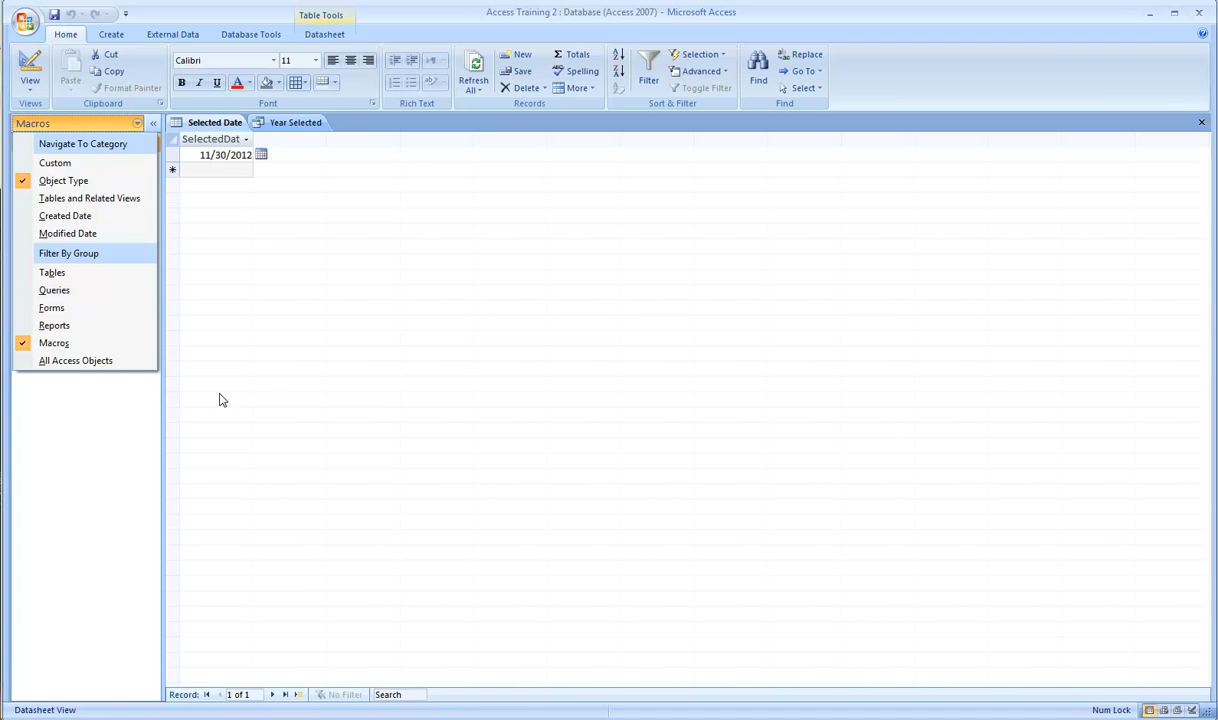 Table Tools
Access Training 2 : Database (Access 2007) - Microsoft Access
Home Create External Data Database Tools Datasheet
View
Views
Paste
Cut
Copy
Format Painter
Clipboard
Calibri 11
B I U A
Font
Rich Text
Refresh All
New
Save
Delete
Totals
Spelling
More
Records
Filter
Selection
Advanced
Toggle Filter
Sort & Filter
Find
Replace
Go To
Select
Find
Macros «
Navigate To Category
Custom
Object Type
Tables and Related Views
Created Date
Modified Date
Filter By Group
Tables
Queries
Forms
Reports
Macros
All Access Objects
Selected Date Year Selected
SelectedDat
11/30/2012
Record: 1 of 1 No Filter Search
Datasheet View Num Lock